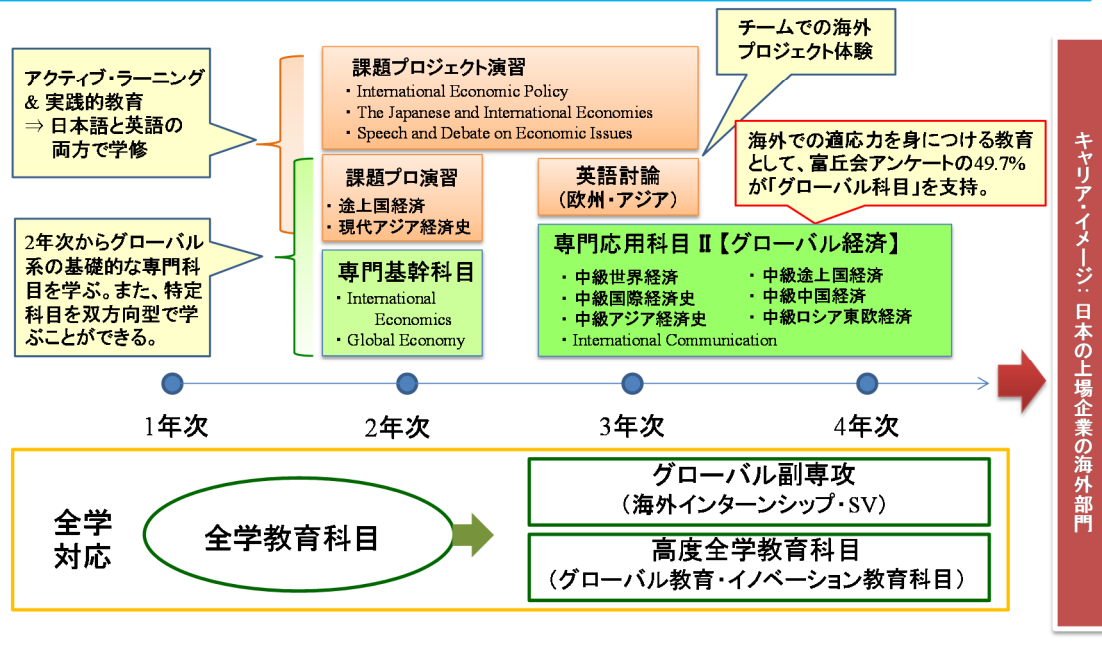 アクティブ・ラーニング
& 実践的教育
⇒ 日本語と英語の
両方で学修
2年次からグローバル
系の基礎的な専門科
目を学ぶ。また、特定
科目を双方向型で学
ぶことができる。
課題プロジェクト演習
・International Economic Policy
・The Japanese and International Economies
・Speech and Debate on Economic Issues
課題プロ演習
・途上国経済
・現代アジア経済史
専門基幹科目
・International
Economics
・Global Economy
チームでの海外
プロジェクト体験
海外での適応力を身につける教育
として、富丘会アンケートの49.7%
が「グローバル科目」を支持。
英語討論
（欧州・アジア）
専門応用科目 Ⅱ【グローバル経済】
・中級世界経済
・中級国際経済史
・中級アジア経済史
・International Communication
・中級途上国経済
・中級中国経済
・中級ロシア東欧経済
1年次
2年次
3年次
4年次
キャリア・イメージ：日本の上場企業の海外部門
全学
対応
全学教育科目
グローバル副専攻
（海外インターンシップ・SV）
高度全学教育科目
（グローバル教育・イノベーション教育科目）